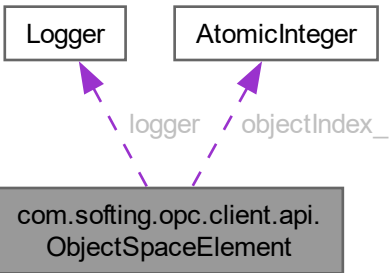 Logger
AtomicInteger
logger
objectIndex_
com.softing.opc.client.api.
ObjectSpaceElement